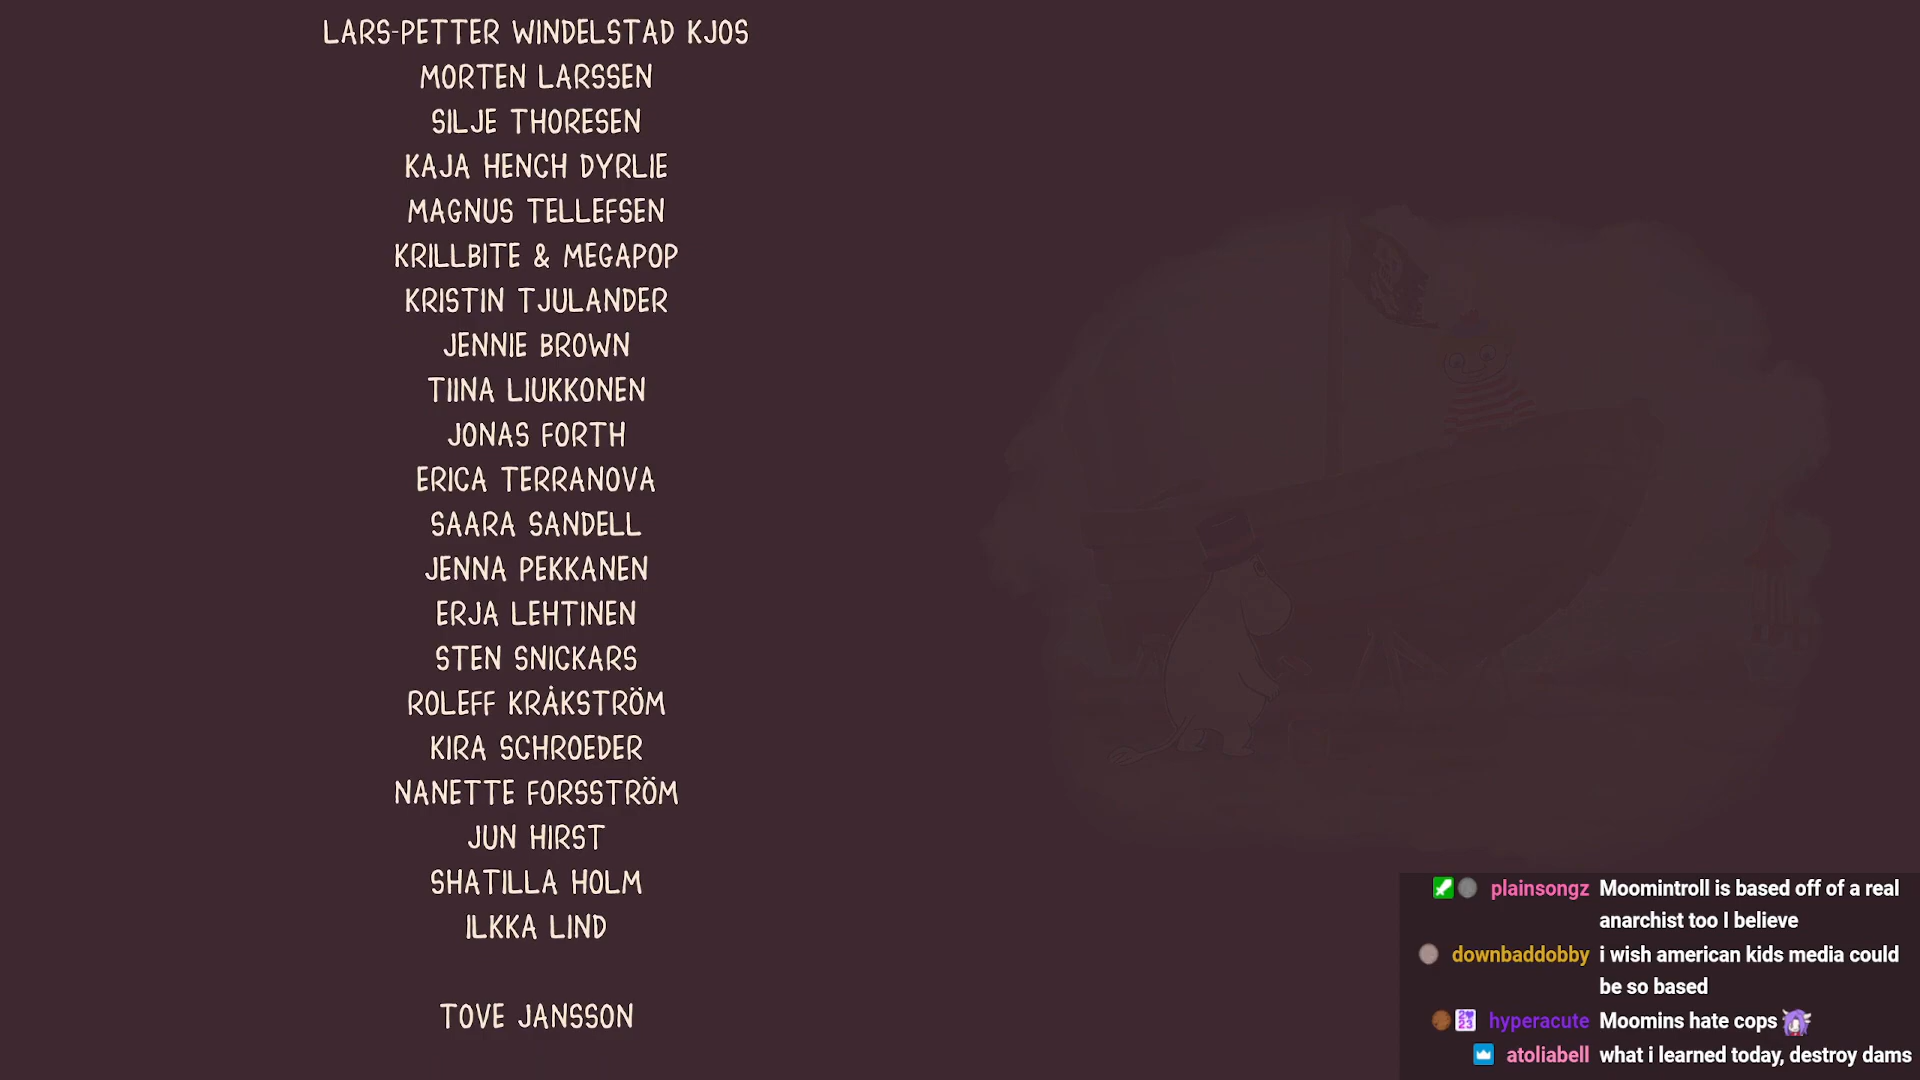 LARS-PETTER WINDELSTAD KJOS
MORTEN LARSSEN
SILJE THORESEN
KAJA HENCH DYRLIE
MAGNUS TELLEFSEN
KRILLBITE & MEGAPOP
KRISTIN TJULANDER
JENNIE BROWN
TIINA LIUKKONEN
JONAS FORTH
ERICA TERRANOVA
SAARA SANDELL
JENNA PEKKANEN
ERJA LEHTINEN
STEN SNICKARS
ROLEFF KRÅKSTRÖM
KIRA SCHROEDER
NANETTE FORSSTRÖM
JUN HIRST
SHATILLA HOLM
ILKKA LIND
TOVE JANSSON
plainsongz Moomintroll is based off of a real
anarchist too I believe
downbaddobby i wish american kids media could
be so based
hyperacute Moomins hate cops
atoliabell what i learned today, destroy dams